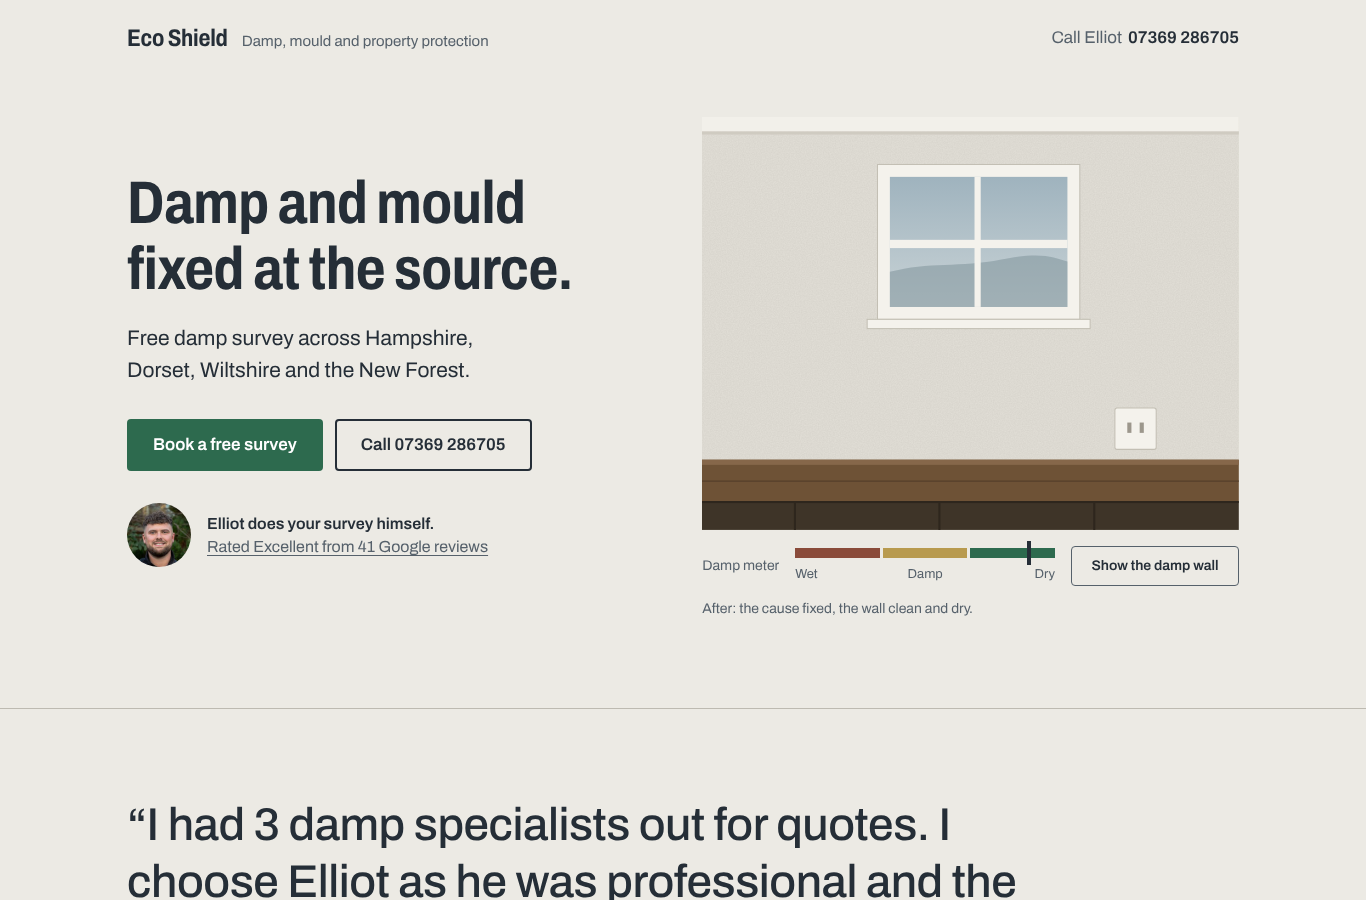 Eco Shield
Damp, mould and property protection
Call Elliot 07369 286705
Damp and mould
fixed at the source.
Free damp survey across Hampshire,
Dorset, Wiltshire and the New Forest.
Book a free survey
Call 07369 286705
Elliot does your survey himself.
Rated Excellent from 41 Google reviews
Damp meter
Wet
Damp
Dry
Show the damp wall
After: the cause fixed, the wall clean and dry.
“I had 3 damp specialists out for quotes. I
choose Elliot as he was professional and the